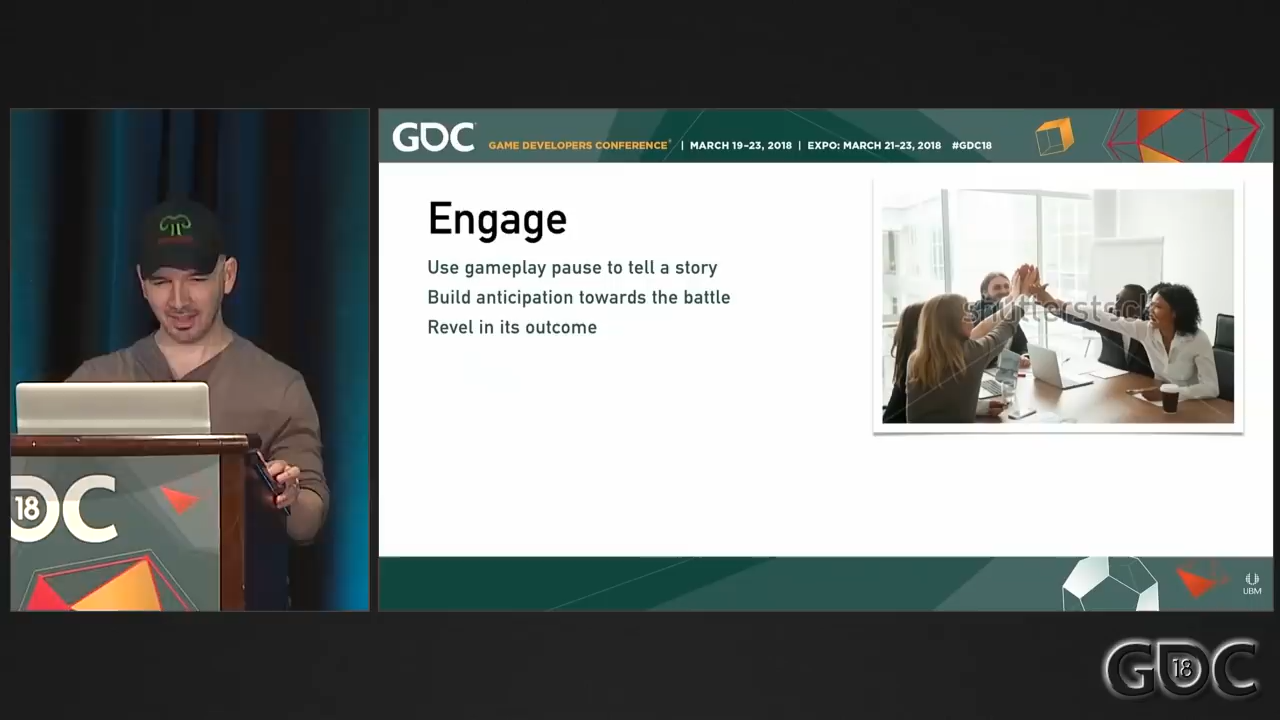 GDC
GAME DEVELOPERS CONFERENCE® | MARCH 19–23, 2018 | EXPO: MARCH 21–23, 2018 #GDC18
Engage
Use gameplay pause to tell a story
Build anticipation towards the battle
Revel in its outcome
shutterstock
18
DC
UBM
GDC
18